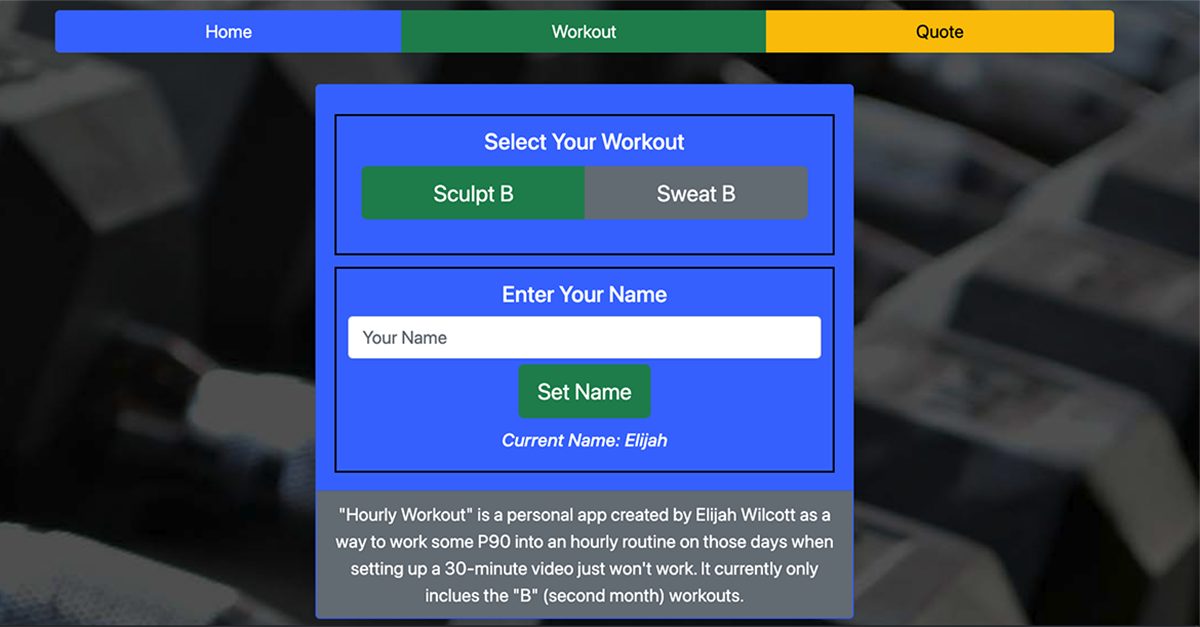 Home Workout Quote
Select Your Workout
Sculpt B Sweat B
Enter Your Name
Your Name
Set Name
Current Name: Elijah
"Hourly Workout" is a personal app created by Elijah Wilcott as a
way to work some P90 into an hourly routine on those days when
setting up a 30-minute video just won't work. It currently only
inclues the "B" (second month) workouts.